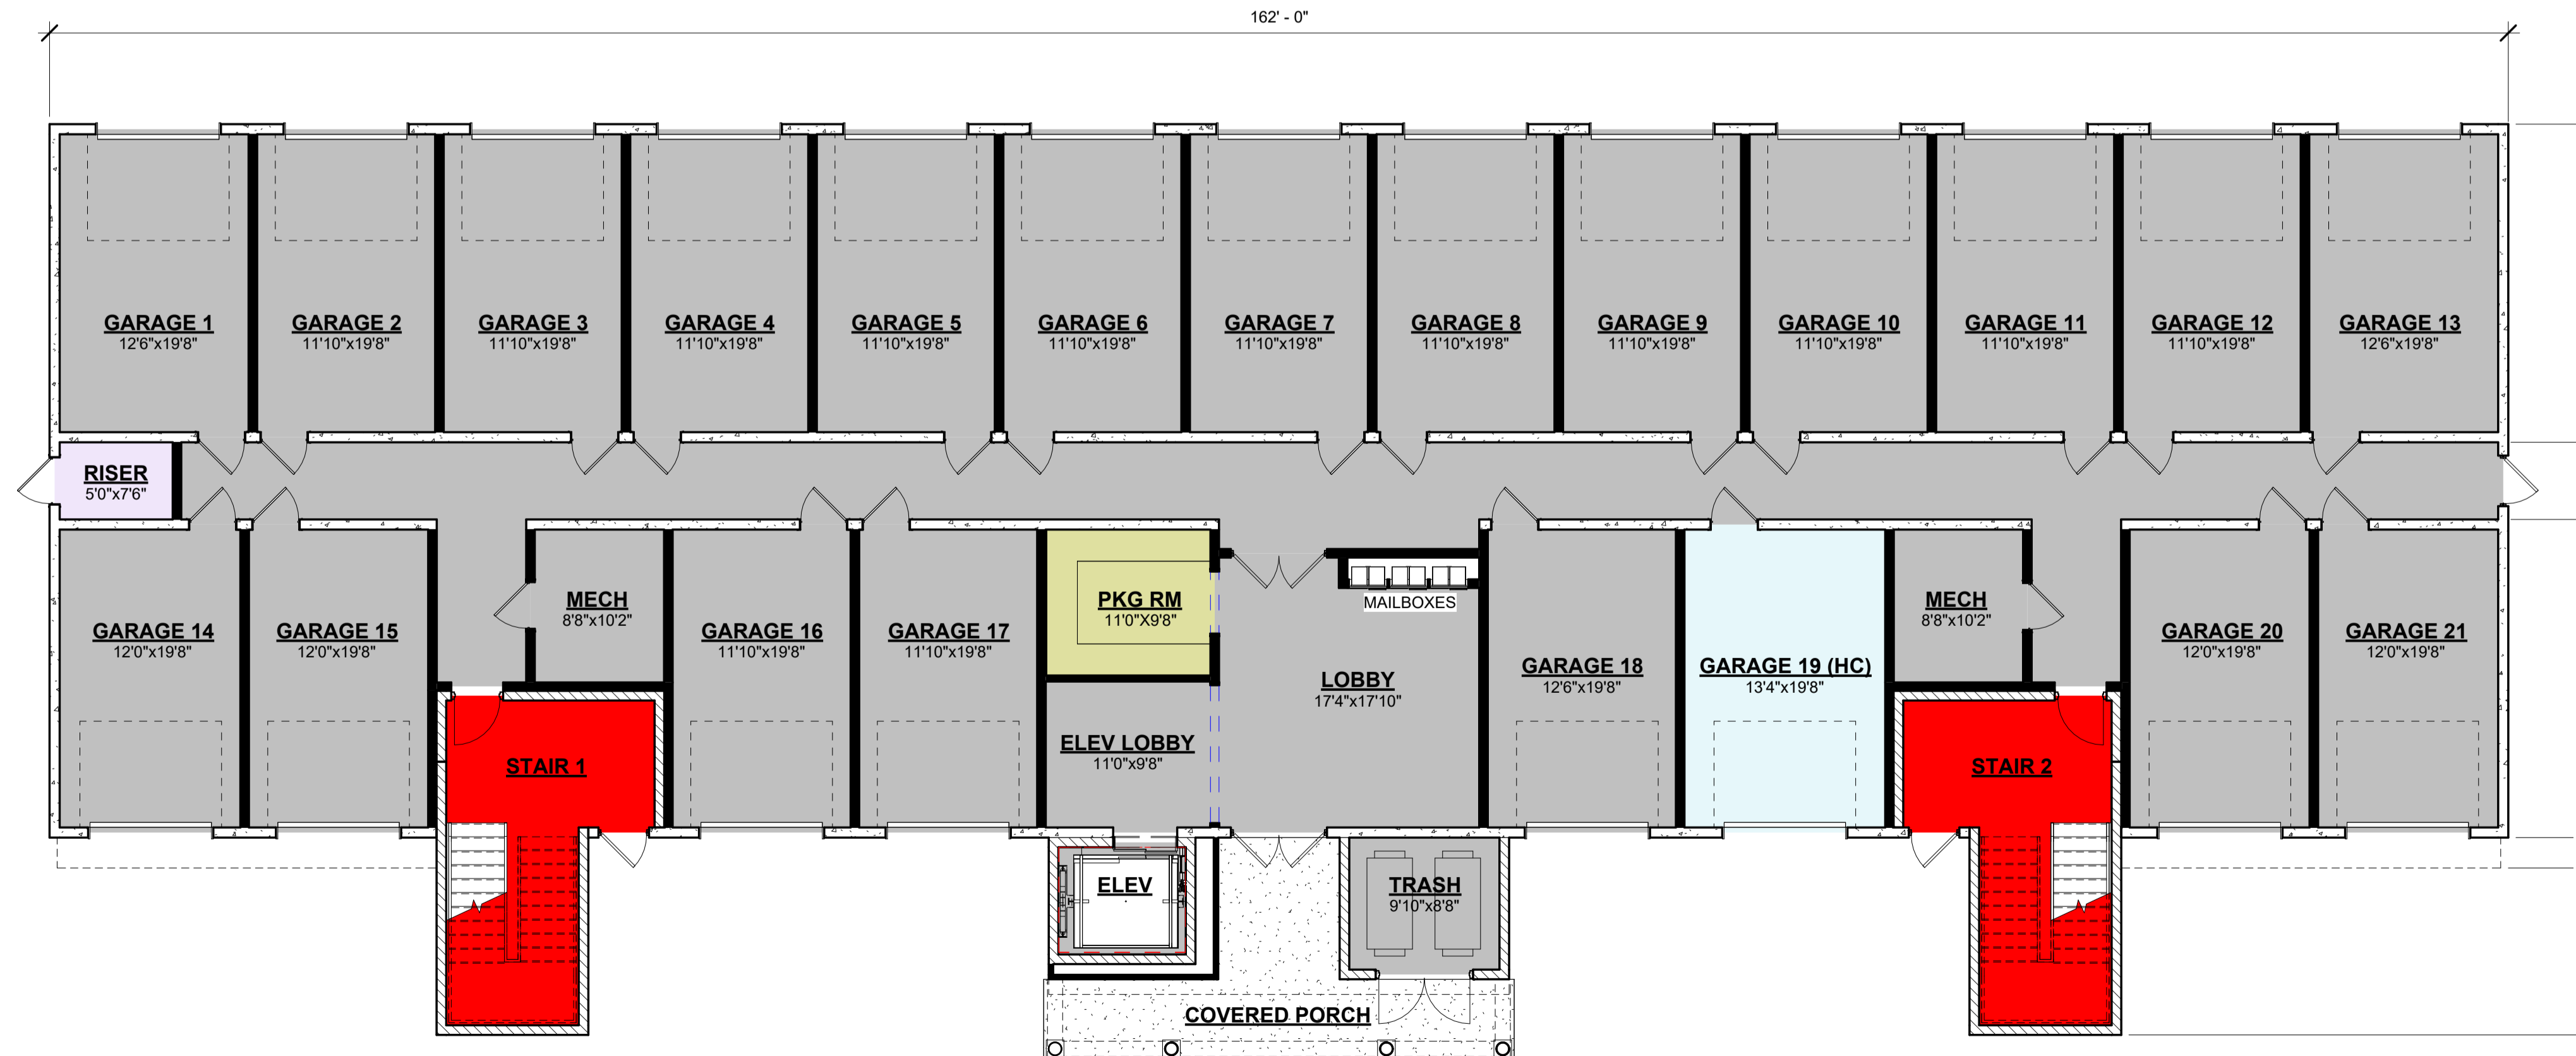 162' - 0"
GARAGE 1
12'6"x19'8"
GARAGE 2
11'10"x19'8"
GARAGE 3
11'10"x19'8"
GARAGE 4
11'10"x19'8"
GARAGE 5
11'10"x19'8"
GARAGE 6
11'10"x19'8"
GARAGE 7
11'10"x19'8"
GARAGE 8
11'10"x19'8"
GARAGE 9
11'10"x19'8"
GARAGE 10
11'10"x19'8"
GARAGE 11
11'10"x19'8"
GARAGE 12
11'10"x19'8"
GARAGE 13
12'6"x19'8"
RISER
5'0"x7'6"
GARAGE 14
12'0"x19'8"
GARAGE 15
12'0"x19'8"
MECH
8'8"x10'2"
GARAGE 16
11'10"x19'8"
GARAGE 17
11'10"x19'8"
PKG RM
11'0"X9'8"
MAILBOXES
LOBBY
17'4"x17'10"
ELEV LOBBY
11'0"x9'8"
GARAGE 18
12'6"x19'8"
GARAGE 19 (HC)
13'4"x19'8"
MECH
8'8"x10'2"
GARAGE 20
12'0"x19'8"
GARAGE 21
12'0"x19'8"
STAIR 1
STAIR 2
ELEV
TRASH
9'10"x8'8"
COVERED PORCH